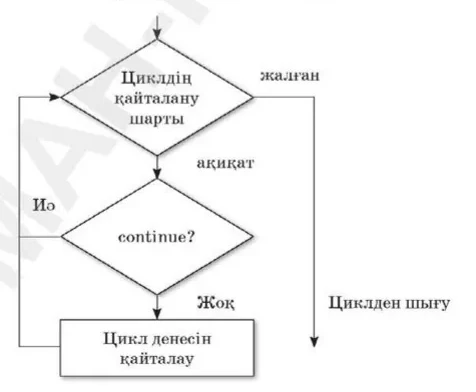 Циклдің
қайталану
шарты
жалған
ақиқат
Иә
continue?
Жоқ
Циклден шығу
Цикл денесін
қайталау